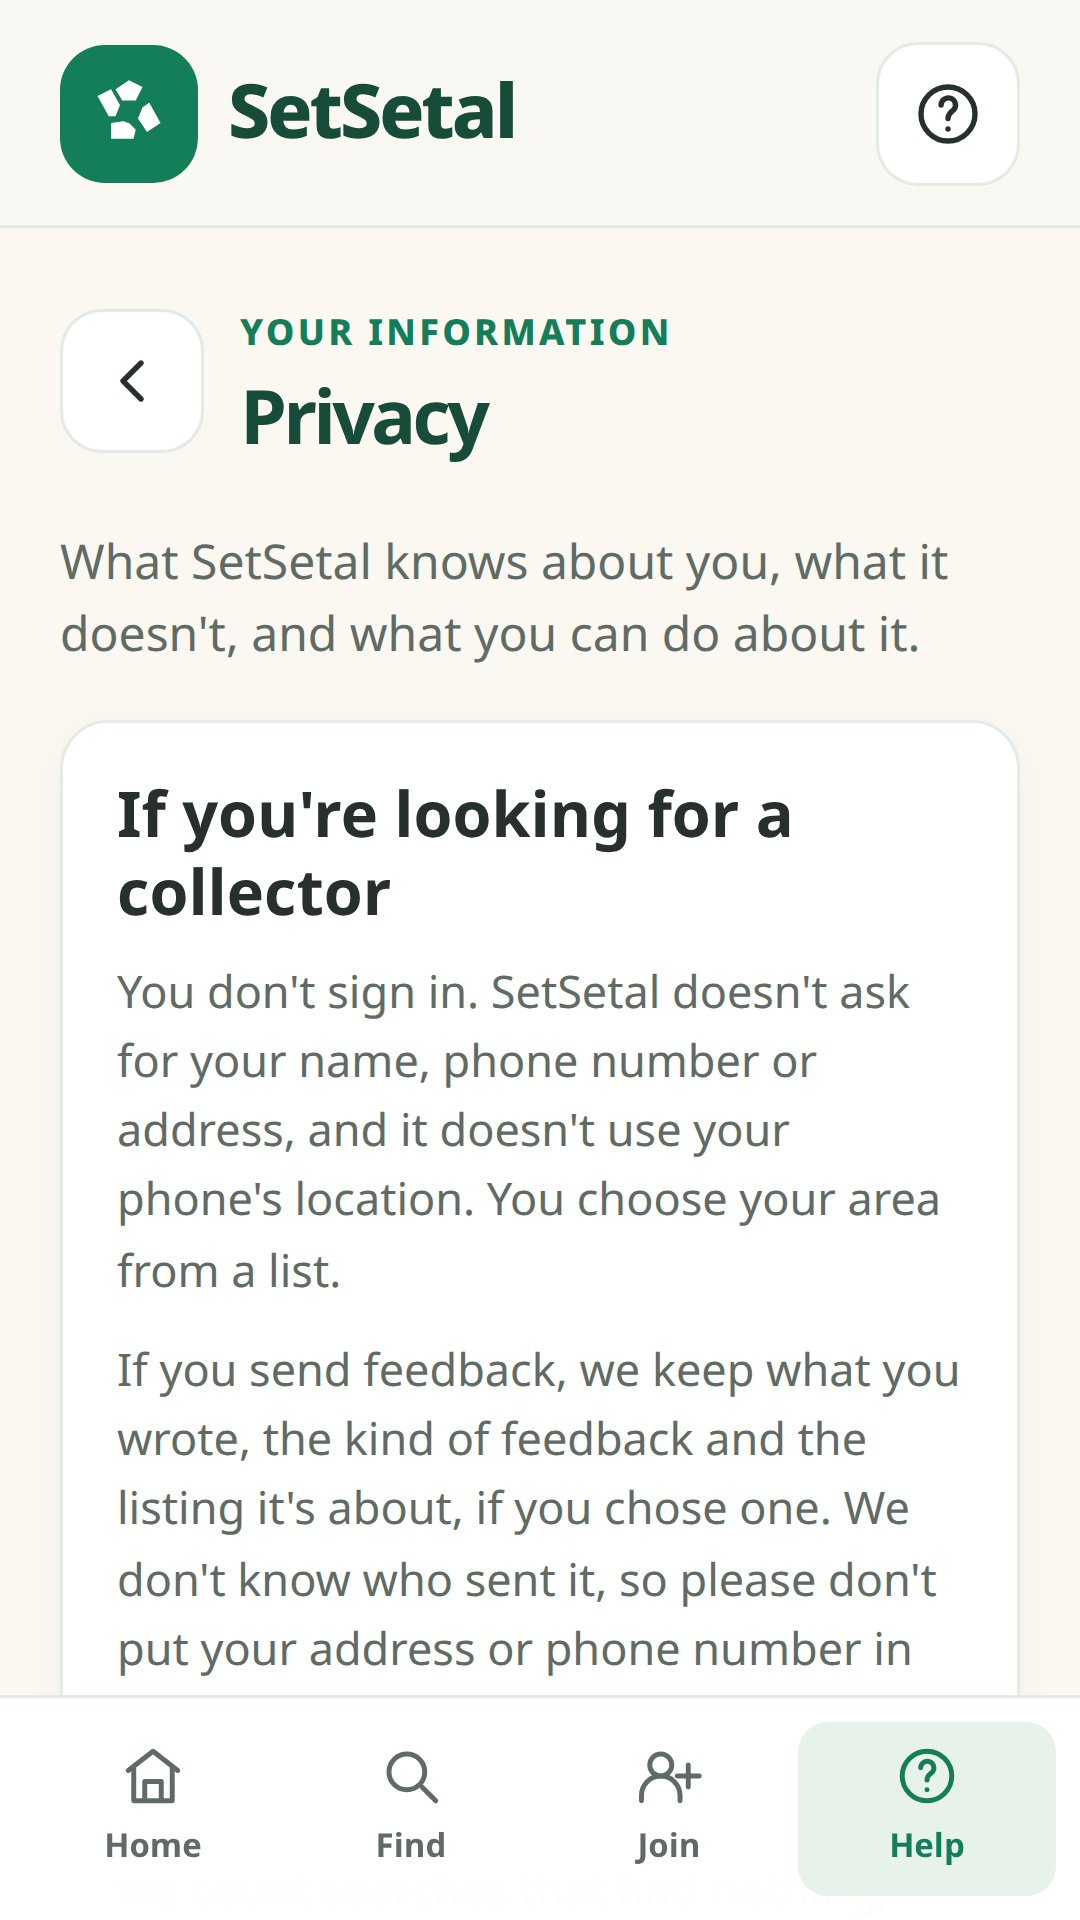 SetSetal
YOUR INFORMATION
Privacy
What SetSetal knows about you, what it
doesn't, and what you can do about it.
If you're looking for a
collector
You don't sign in. SetSetal doesn't ask
for your name, phone number or
address, and it doesn't use your
phone's location. You choose your area
from a list.
If you send feedback, we keep what you
wrote, the kind of feedback and the
listing it's about, if you chose one. We
don't know who sent it, so please don't
put your address or phone number in
Home
Find
Join
Help